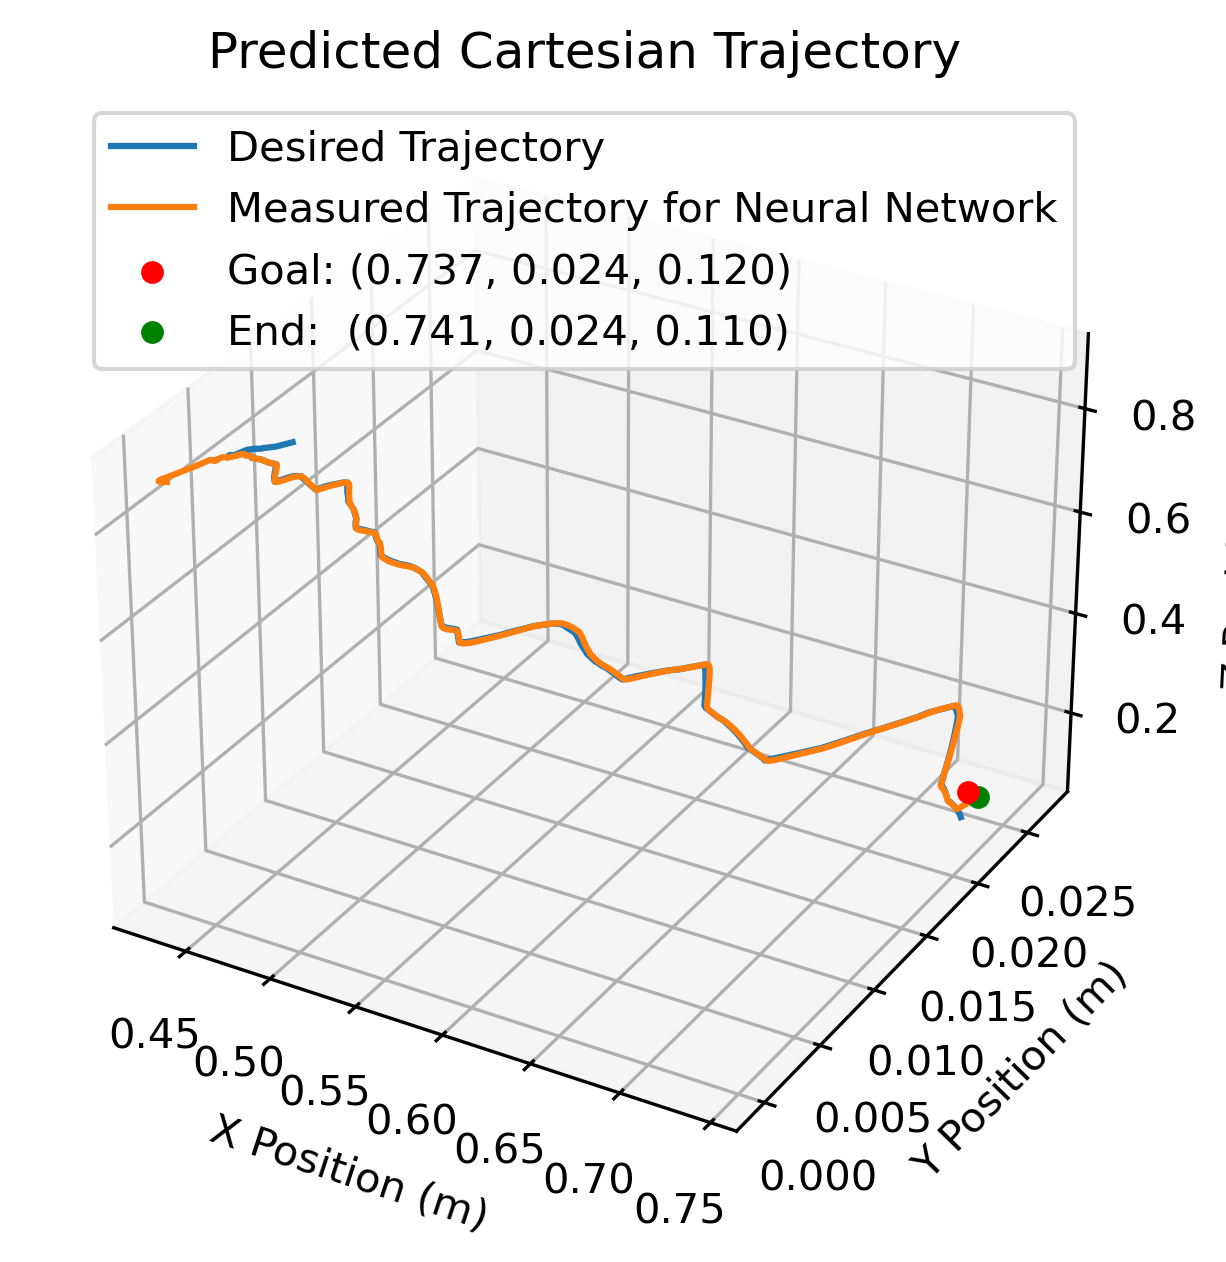 Predicted Cartesian Trajectory
Desired Trajectory
Measured Trajectory for Neural Network
Goal: (0.737, 0.024, 0.120)
End: (0.741, 0.024, 0.110)
0.8
0.6
0.4
0.2
0.025
0.020
0.015
0.010
0.005
0.000
Y Position (m)
0.45
0.50
0.55
0.60
0.65
0.70
0.75
X Position (m)